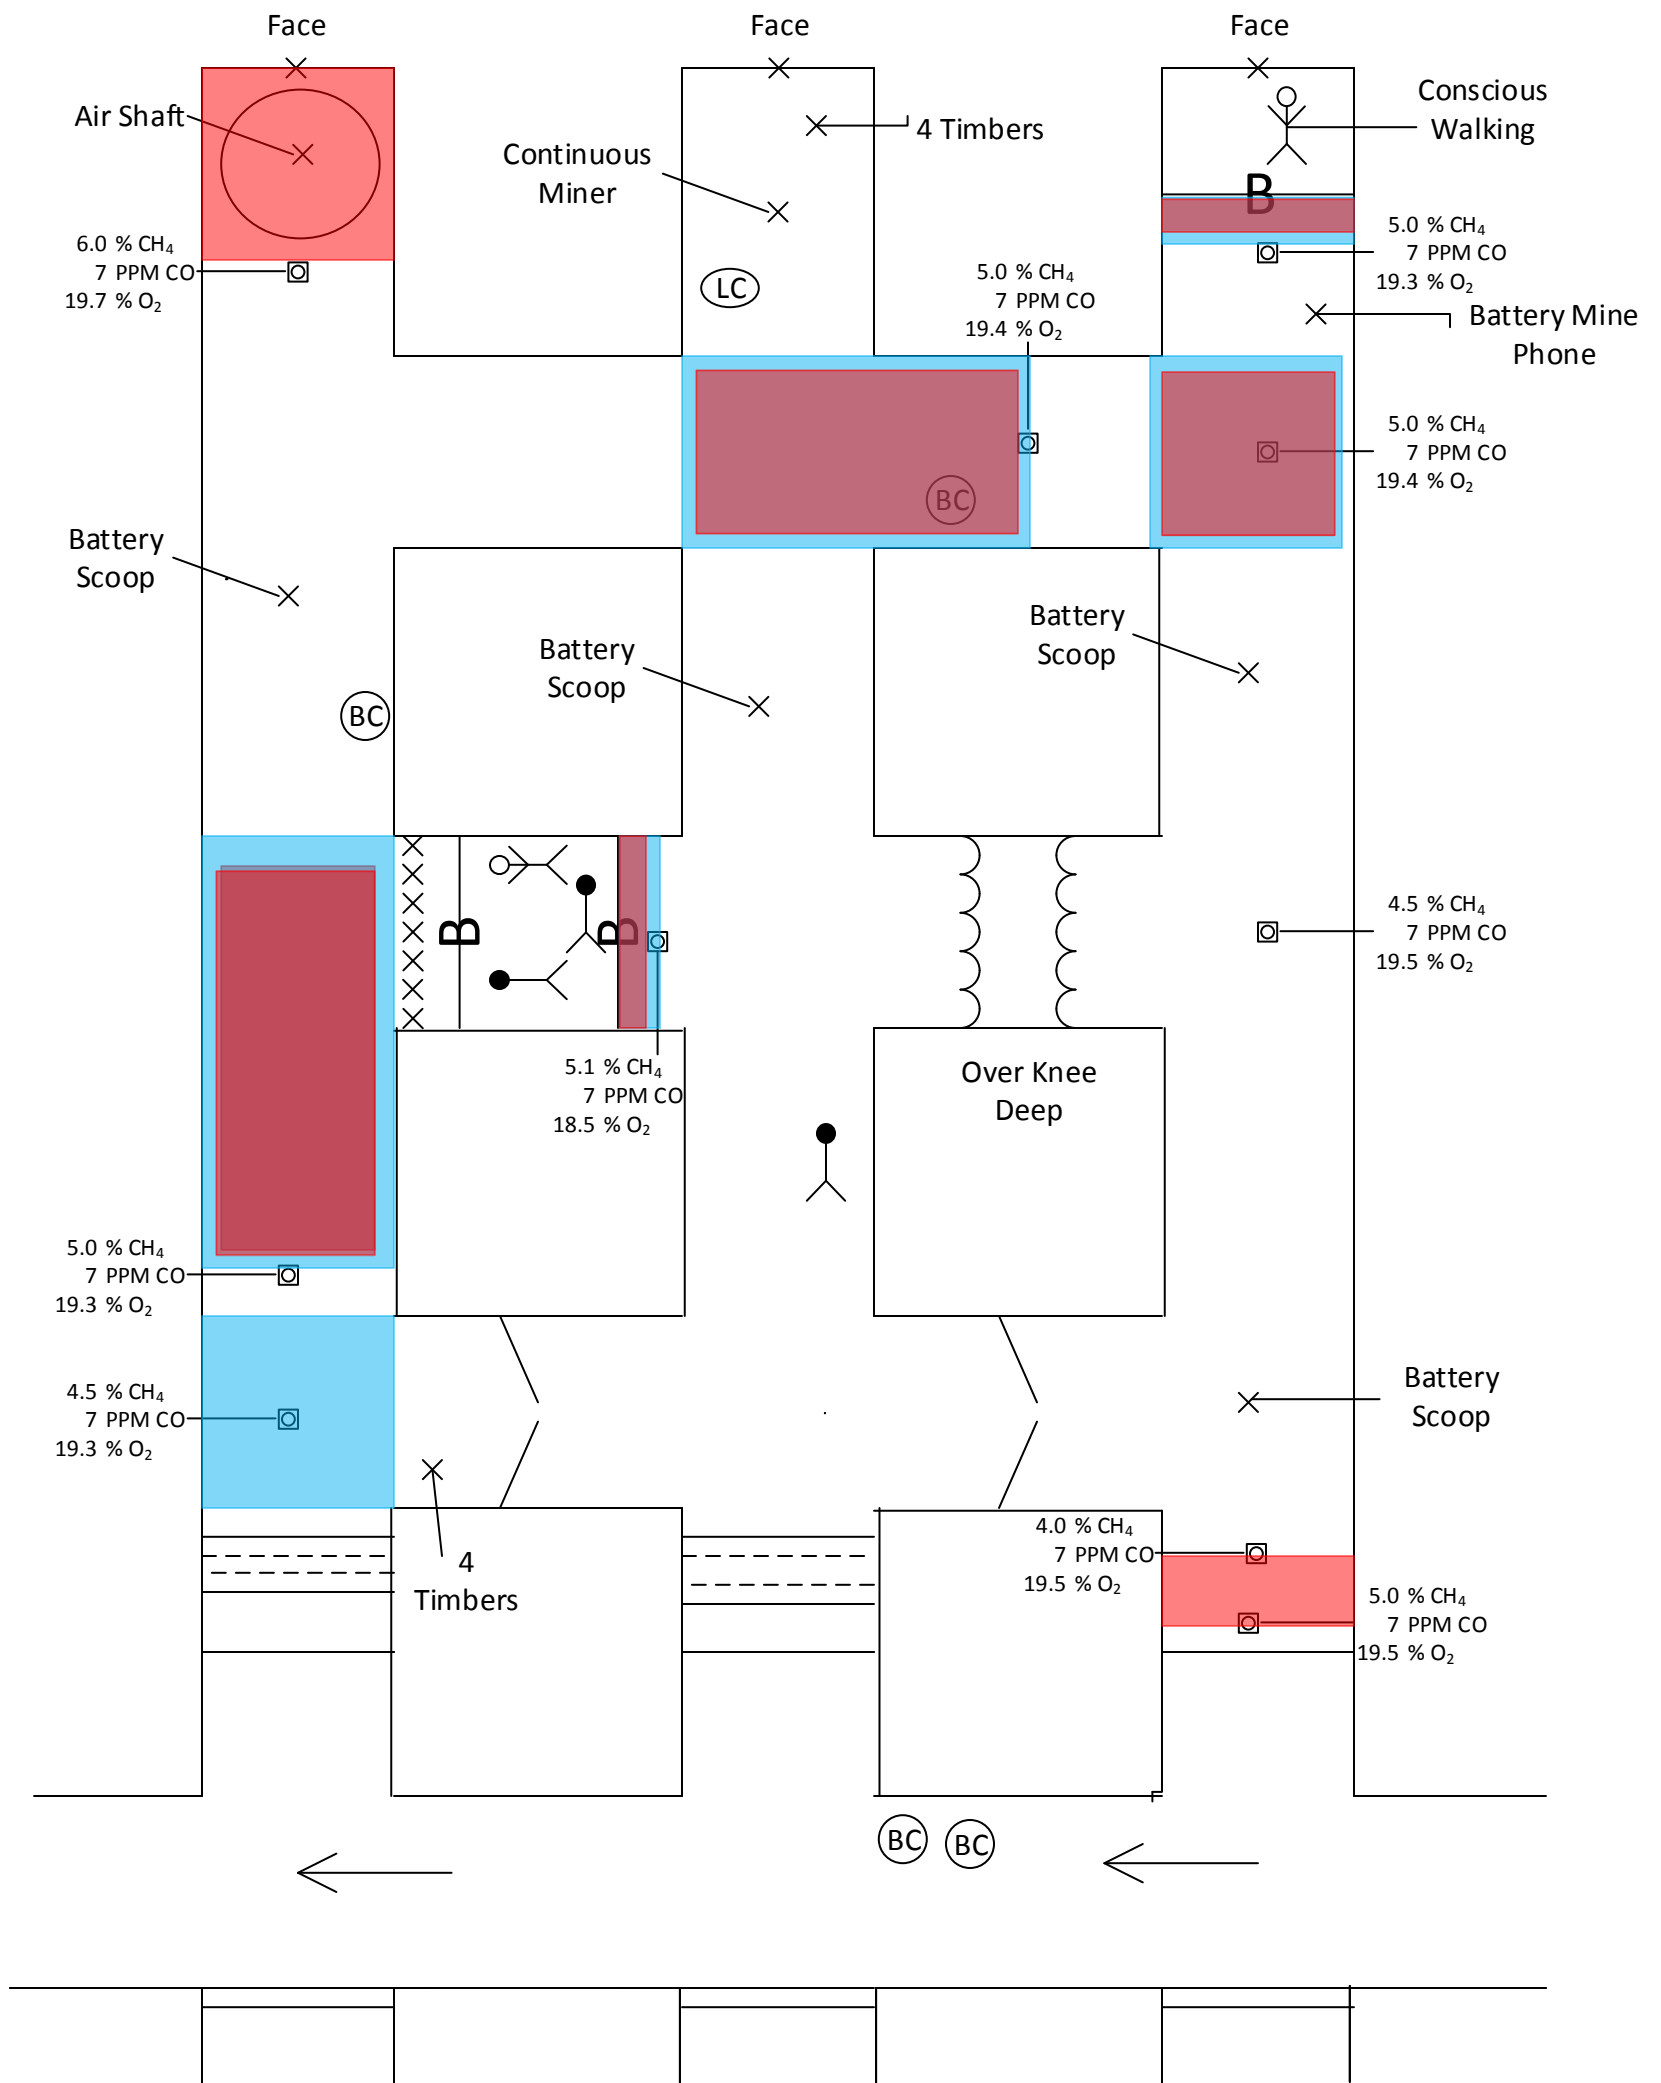 Face
Face
Face
Air Shaft
Continuous
Miner
4 Timbers
Conscious
Walking
B
6.0 % CH₄
7 PPM CO
19.7 % O₂
LC
5.0 % CH₄
7 PPM CO
19.4 % O₂
5.0 % CH₄
7 PPM CO
19.3 % O₂
Battery Mine
Phone
BC
5.0 % CH₄
7 PPM CO
19.4 % O₂
Battery
Scoop
Battery
Scoop
Battery
Scoop
BC
B
B
4.5 % CH₄
7 PPM CO
19.5 % O₂
5.1 % CH₄
7 PPM CO
18.5 % O₂
Over Knee
Deep
5.0 % CH₄
7 PPM CO
19.3 % O₂
4.5 % CH₄
7 PPM CO
19.3 % O₂
Battery
Scoop
4
Timbers
4.0 % CH₄
7 PPM CO
19.5 % O₂
5.0 % CH₄
7 PPM CO
19.5 % O₂
BC
BC